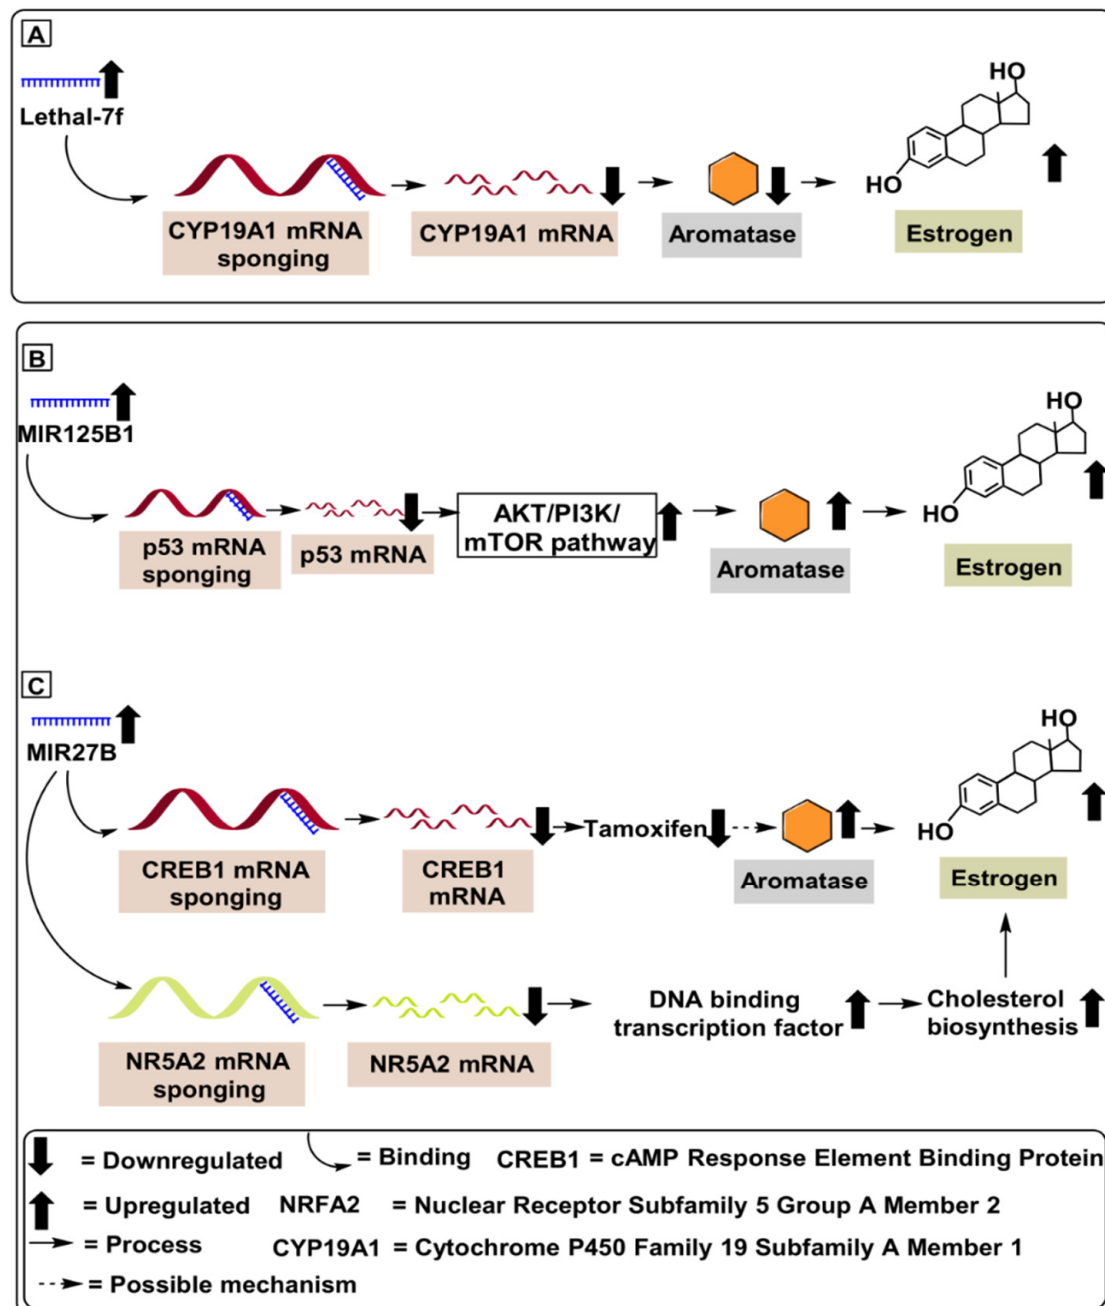 A
Lethal-7f
HO
HO
CYP19A1 mRNA
sponging
CYP19A1 mRNA
Aromatase
Estrogen
B
MIR125B1
HO
HO
p53 mRNA
sponging
p53 mRNA
AKT/PI3K/
mTOR pathway
Aromatase
Estrogen
C
MIR27B
HO
HO
CREB1 mRNA
sponging
CREB1
mRNA
Tamoxifen
Aromatase
Estrogen
NR5A2 mRNA
sponging
NR5A2 mRNA
DNA binding
transcription factor
Cholesterol
biosynthesis
= Downregulated
= Binding
CREB1 = cAMP Response Element Binding Protein
= Upregulated
NRFA2 = Nuclear Receptor Subfamily 5 Group A Member 2
= Process
CYP19A1 = Cytochrome P450 Family 19 Subfamily A Member 1
= Possible mechanism